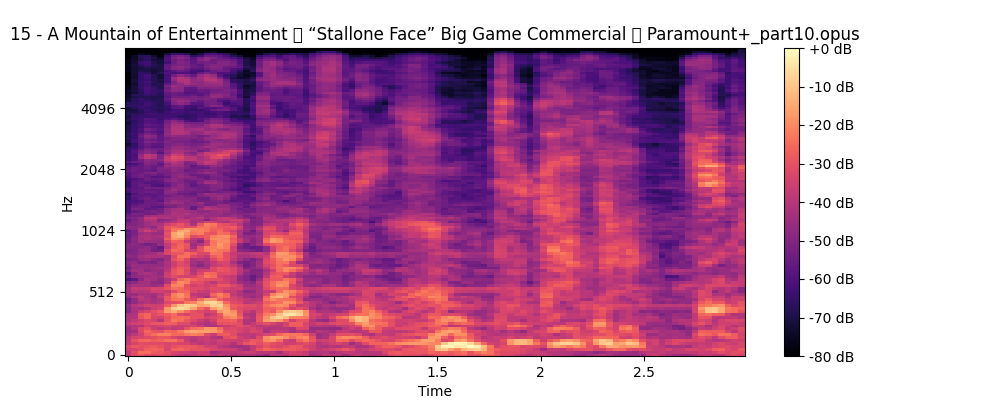 15 - A Mountain of Entertainment ▯ “Stallone Face” Big Game Commercial ▯ Paramount+_part10.opus
+0 dB
4096
-10 dB
-20 dB
2048
-30 dB
Hz
-40 dB
1024
-50 dB
512
-60 dB
-70 dB
0
-80 dB
0 0.5 1 1.5 2 2.5
Time